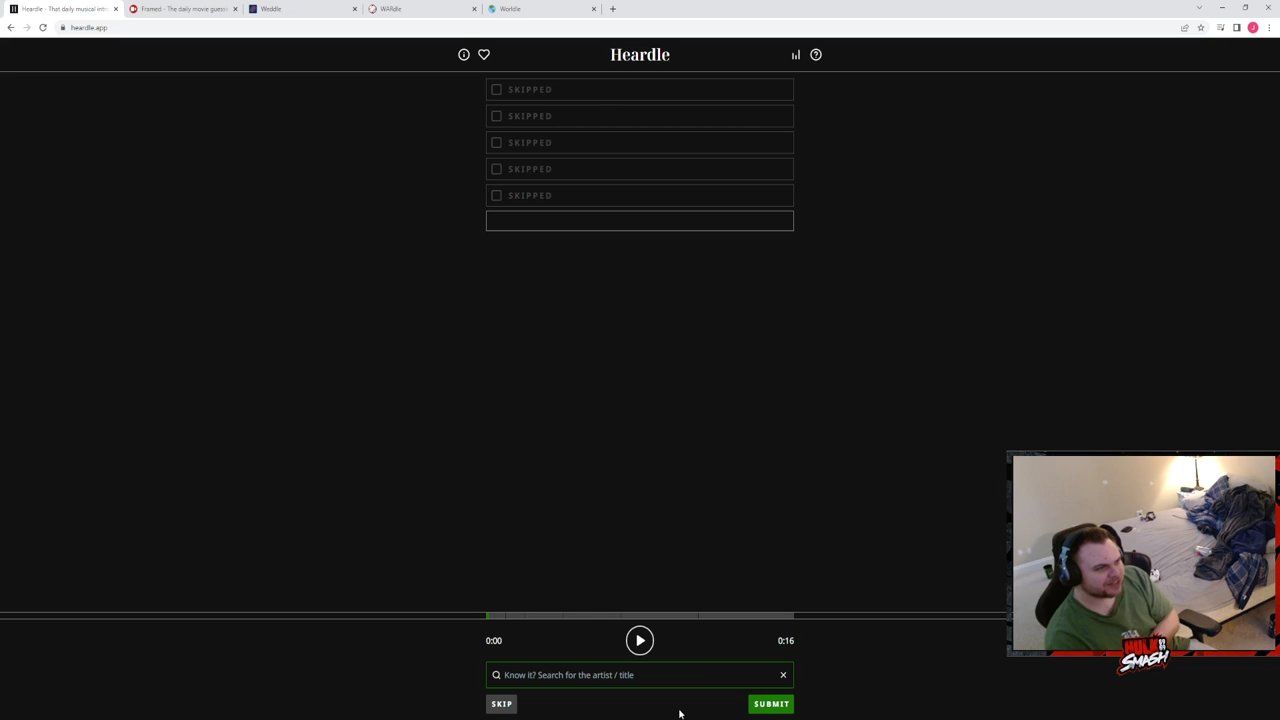 Heardle - That daily musical intr
Framed - The daily movie guess
Weddle
WARdle
Worldle
heardle.app
J
Heardle
SKIPPED
SKIPPED
SKIPPED
SKIPPED
SKIPPED
0:00
0:16
Know it? Search for the artist / title
SKIP
SUBMIT
HULK
SMASH